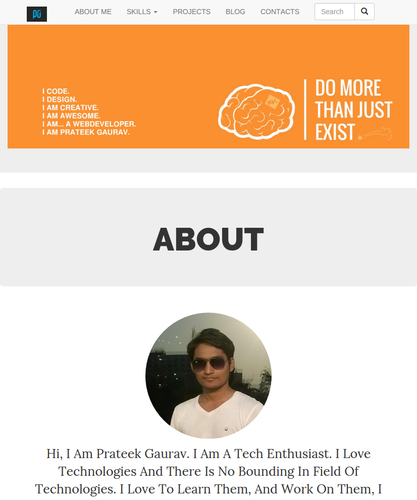 PG
ABOUT ME SKILLS PROJECTS BLOG CONTACTS Search
I CODE.
I DESIGN.
I AM CREATIVE.
I AM AWESOME.
I AM... A WEBDEVELOPER.
I AM PRATEEK GAURAV.
DO MORE
THAN JUST
EXIST
ABOUT
Hi, I Am Prateek Gaurav. I Am A Tech Enthusiast. I Love
Technologies And There Is No Bounding In Field Of
Technologies. I Love To Learn Them, And Work On Them, I